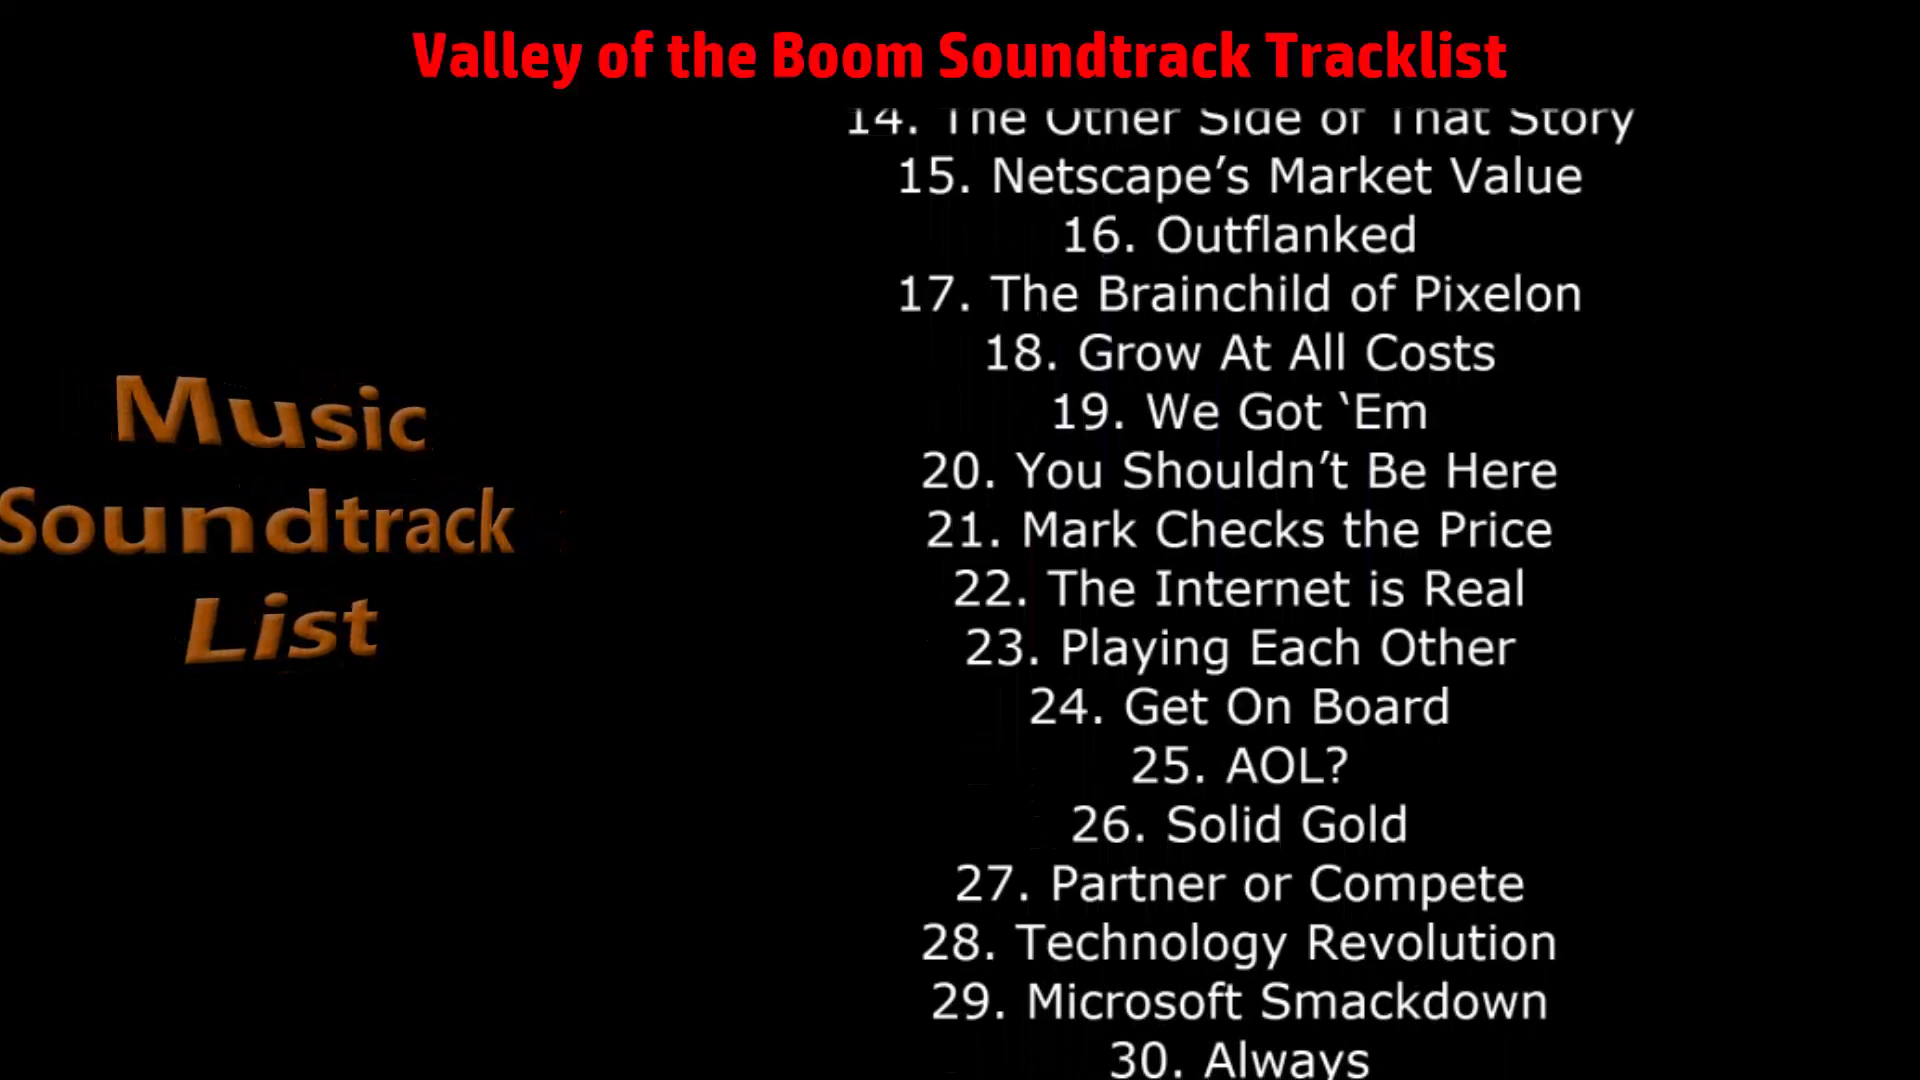 Valley of the Boom Soundtrack Tracklist
14. The Other Side of That Story
15. Netscape’s Market Value
16. Outflanked
17. The Brainchild of Pixelon
18. Grow At All Costs
19. We Got ‘Em
20. You Shouldn’t Be Here
21. Mark Checks the Price
22. The Internet is Real
23. Playing Each Other
24. Get On Board
25. AOL?
26. Solid Gold
27. Partner or Compete
28. Technology Revolution
29. Microsoft Smackdown
30. Always
Music
Soundtrack
List